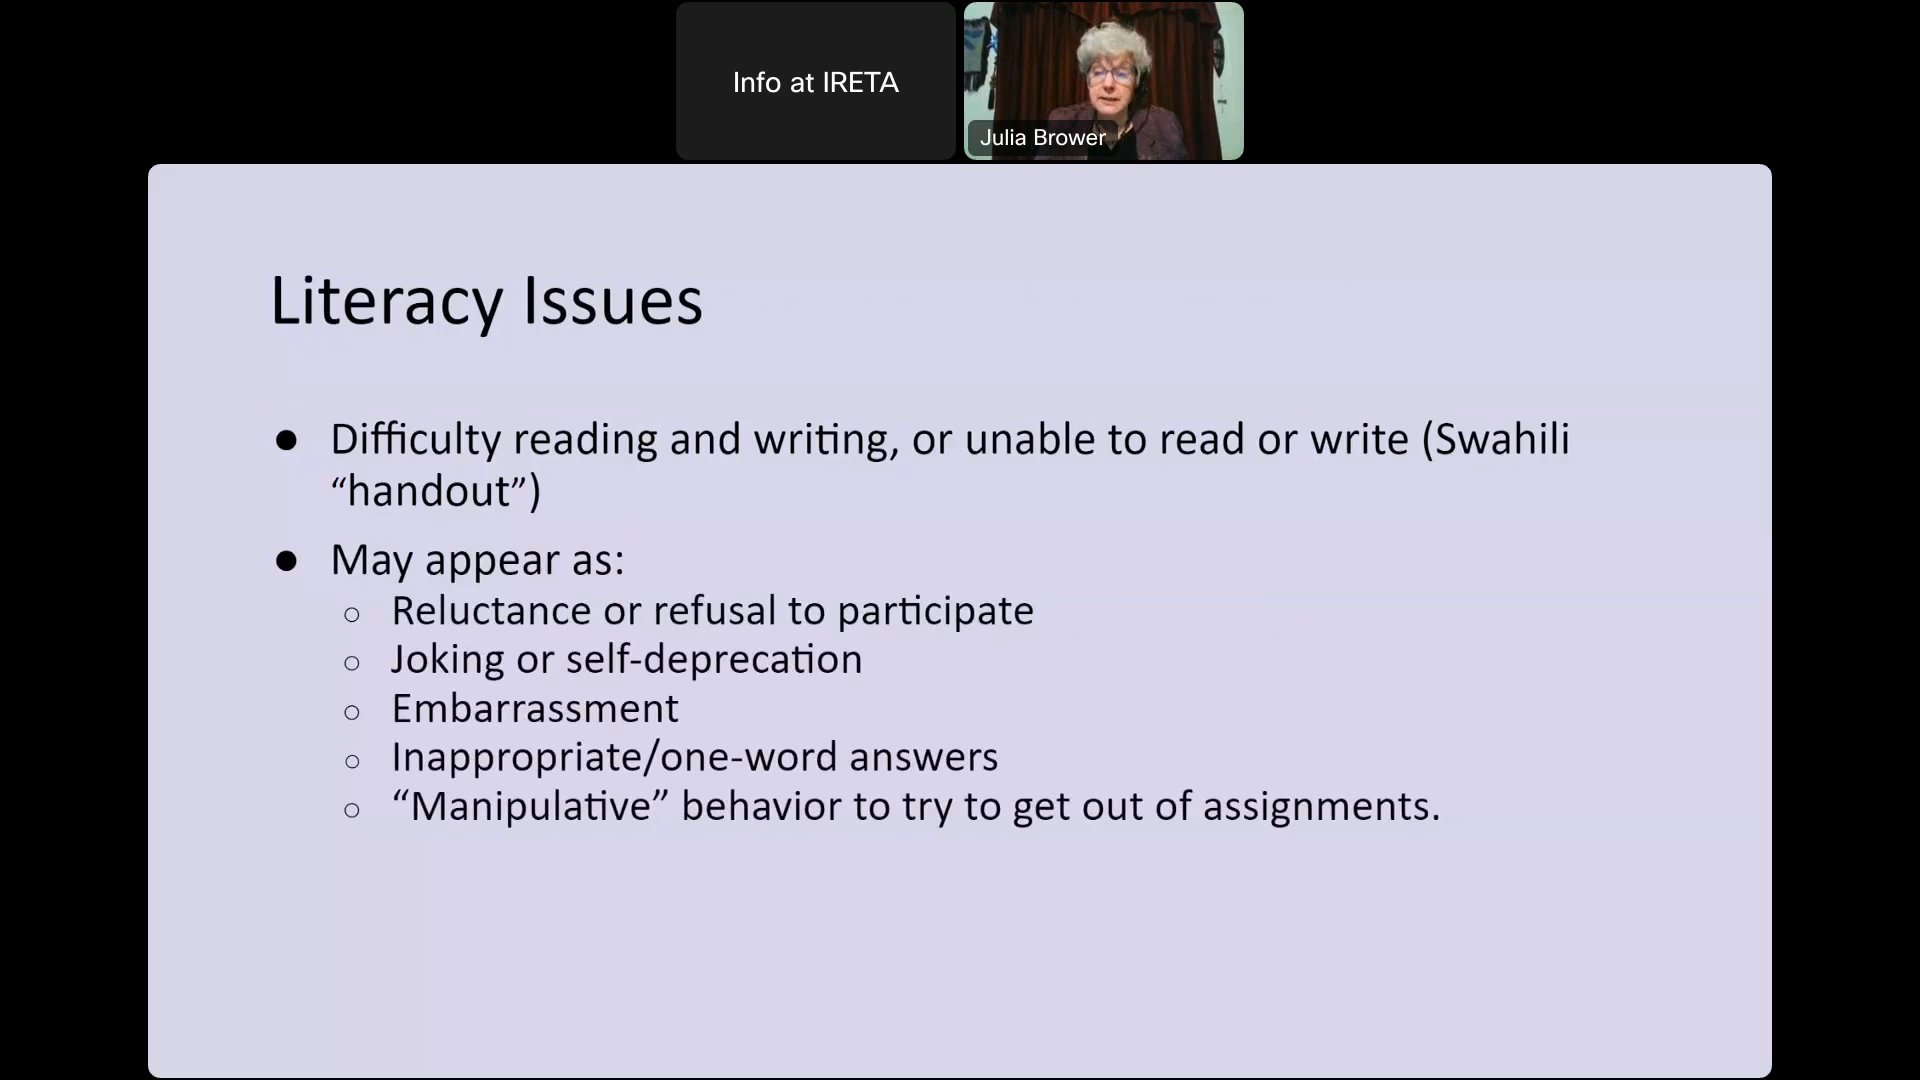 Info at IRETA
Julia Brower
Literacy Issues
● Difficulty reading and writing, or unable to read or write (Swahili
“handout”)
● May appear as:
○ Reluctance or refusal to participate
○ Joking or self-deprecation
○ Embarrassment
○ Inappropriate/one-word answers
○ “Manipulative” behavior to try to get out of assignments.